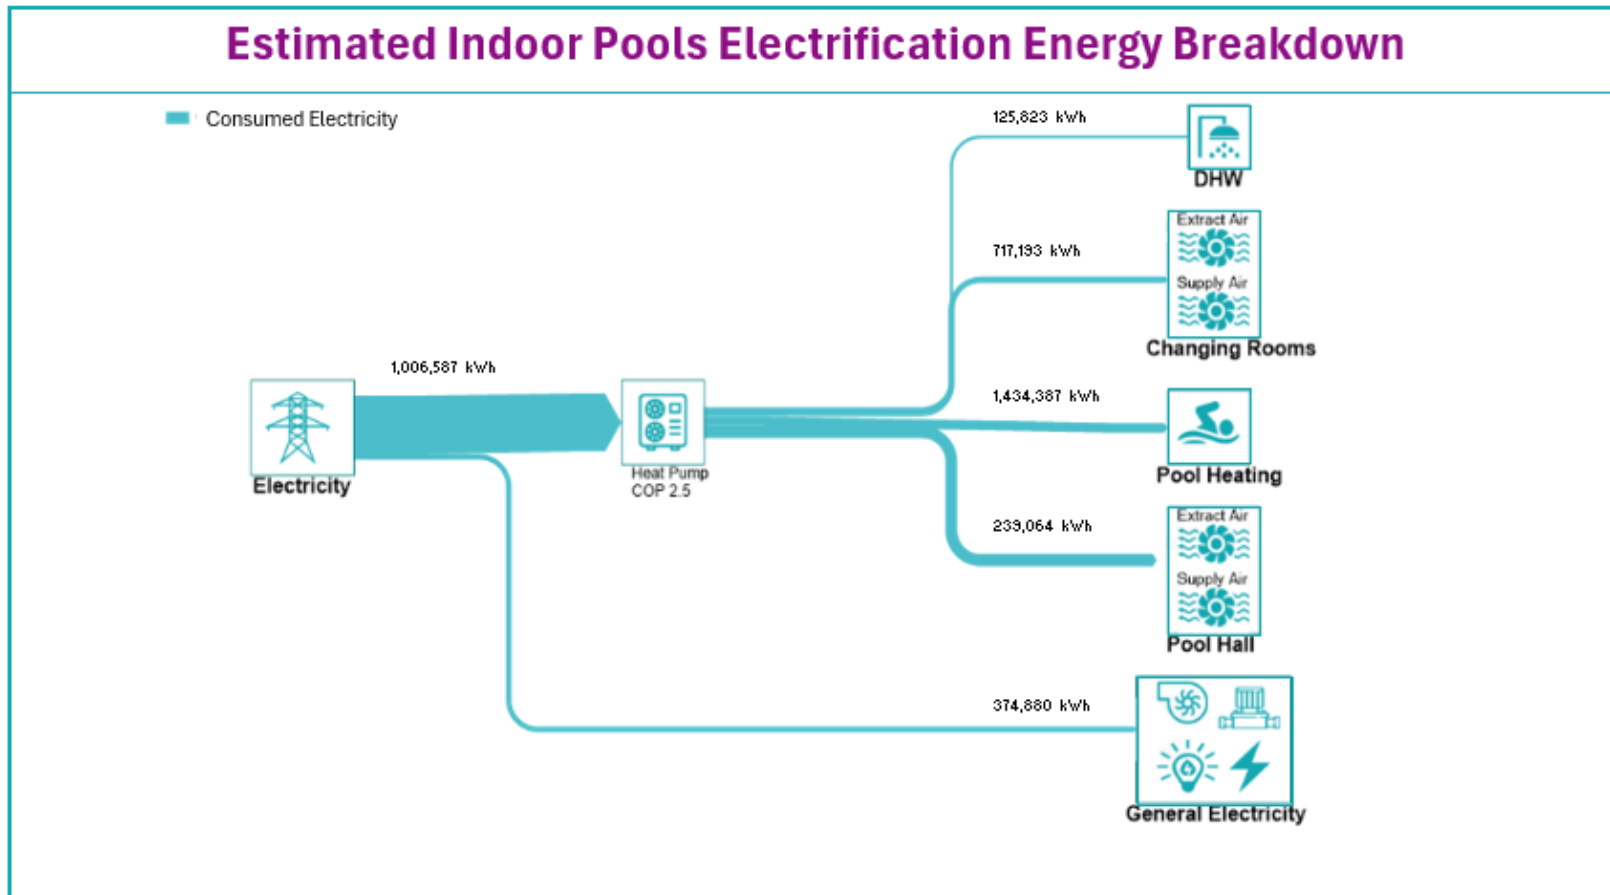 Estimated Indoor Pools Electrification Energy Breakdown
Consumed Electricity
125,823 kWh
DHW
Extract Air
717,193 kWh
Supply Air
Changing Rooms
1,006,587 kWh
1,434,387 kWh
Electricity
Heat Pump
COP 2.5
Pool Heating
Extract Air
239,064 kWh
Supply Air
Pool Hall
374,880 kWh
General Electricity